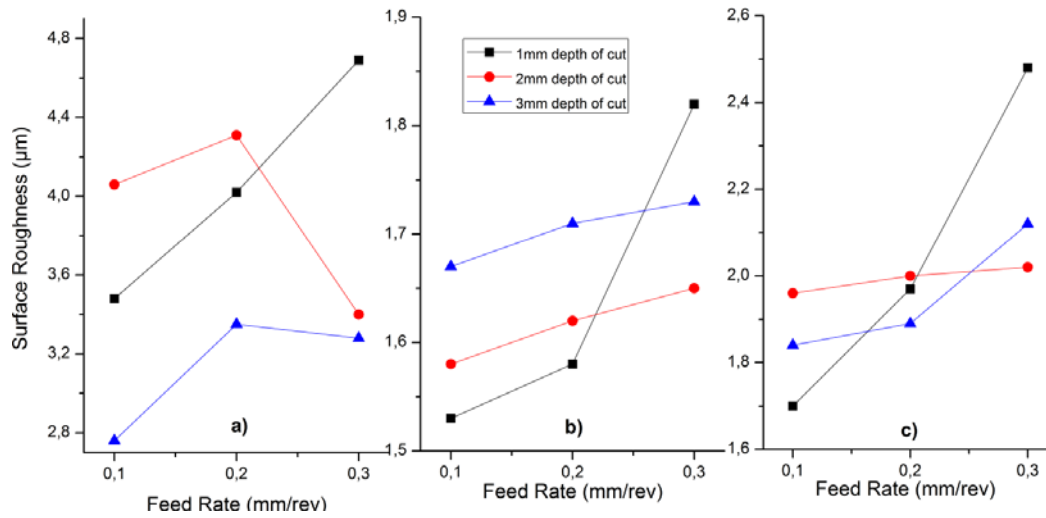 Surface Roughness (μm)
4,8
4,4
4,0
3,6
3,2
2,8
0,1
0,2
0,3
Feed Rate (mm/rev)
a)
1,9
1,8
1,7
1,6
1,5
0,1
0,2
0,3
Feed Rate (mm/rev)
b)
1mm depth of cut
2mm depth of cut
3mm depth of cut
2,6
2,4
2,2
2,0
1,8
1,6
0,1
0,2
0,3
Feed Rate (mm/rev)
c)